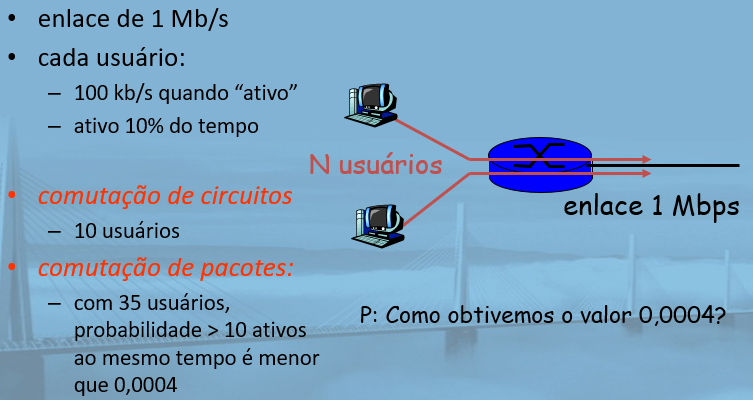 • enlace de 1 Mb/s
• cada usuário:
– 100 kb/s quando “ativo”
– ativo 10% do tempo
• comutação de circuitos
– 10 usuários
• comutação de pacotes:
– com 35 usuários,
probabilidade > 10 ativos
ao mesmo tempo é menor
que 0,0004
N usuários
enlace 1 Mbps
P: Como obtivemos o valor 0,0004?